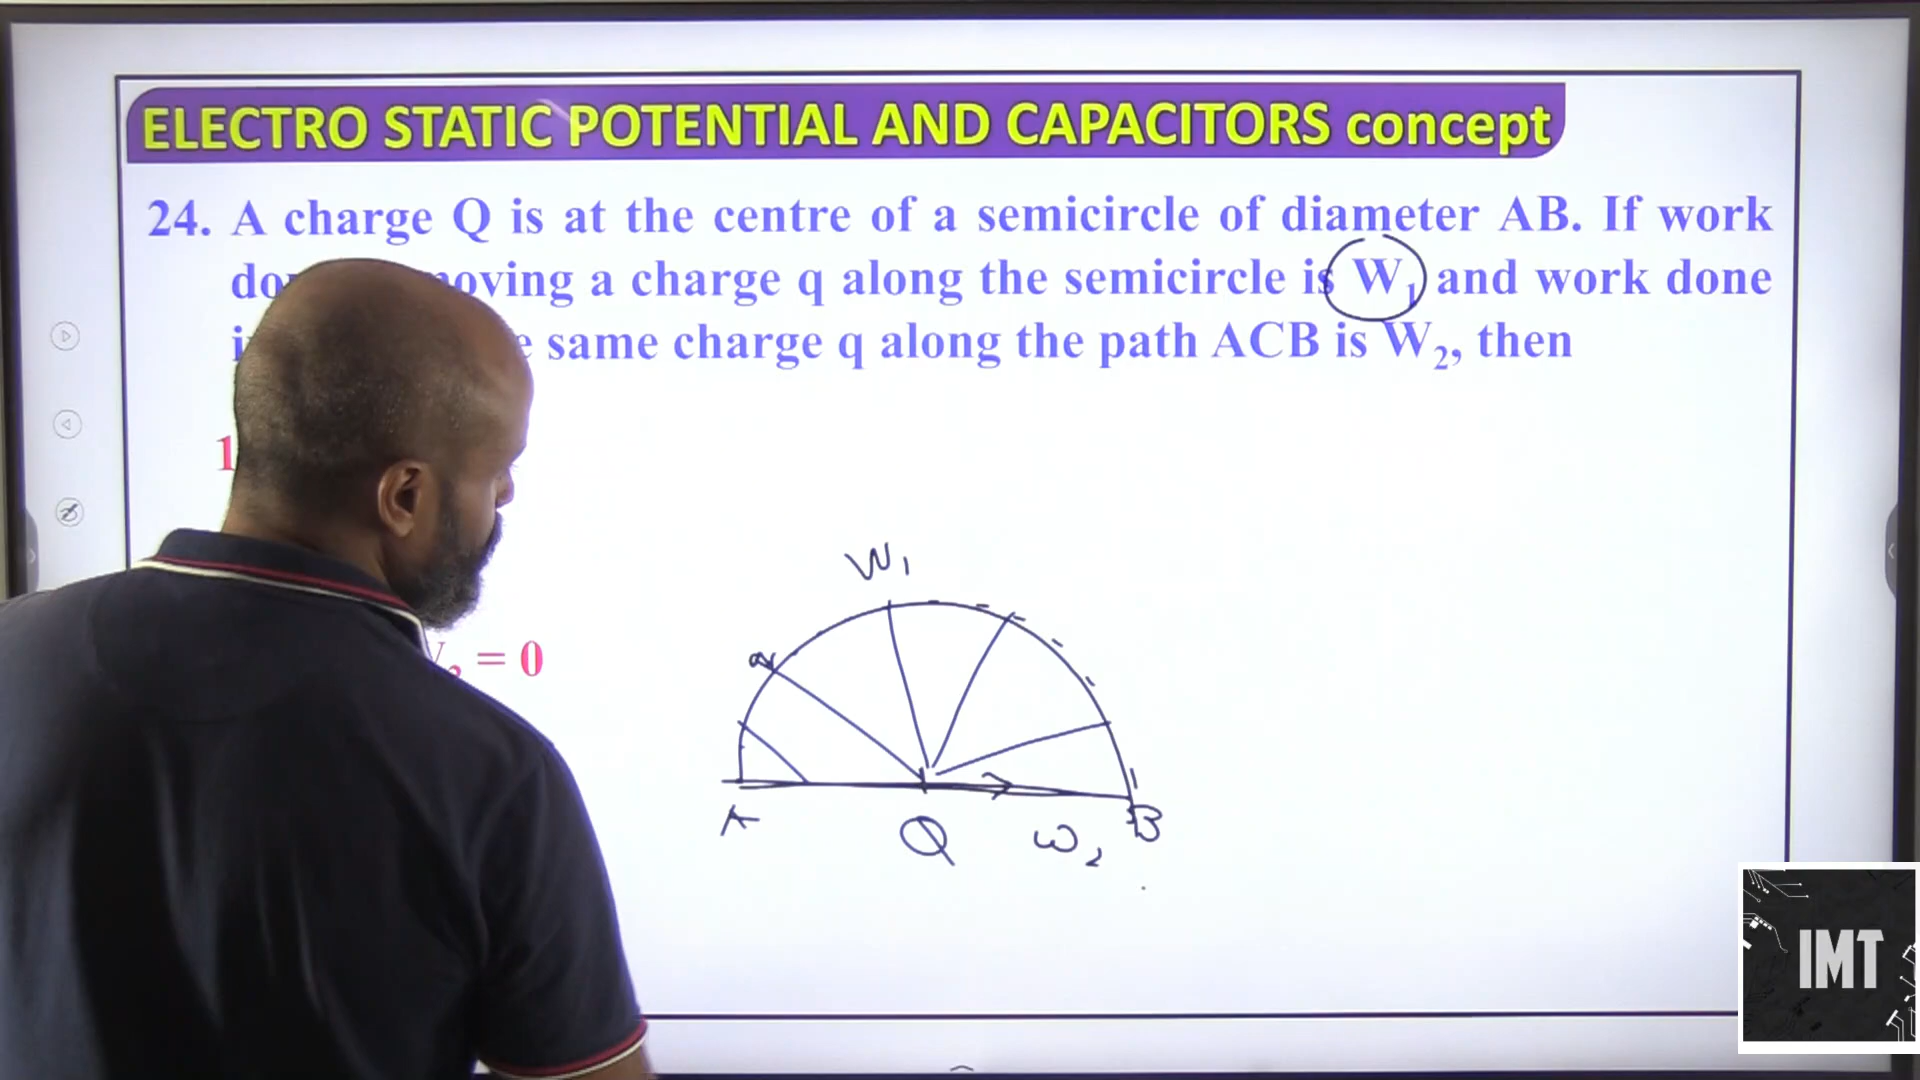 ELECTRO STATIC POTENTIAL AND CAPACITORS concept
24. A charge Q is at the centre of a semicircle of diameter AB. If work
a charge q along the semicircle is W₁ and work done
same charge q along the path ACB is W₂, then
1
= 0
W₁
A Q W₂ B
IMT